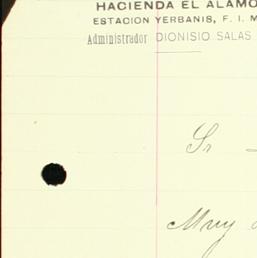 HACIENDA EL ALAMO
ESTACION YERBANIS, F. I. M
Administrador DIONISIO SALAS
Sr
Muy